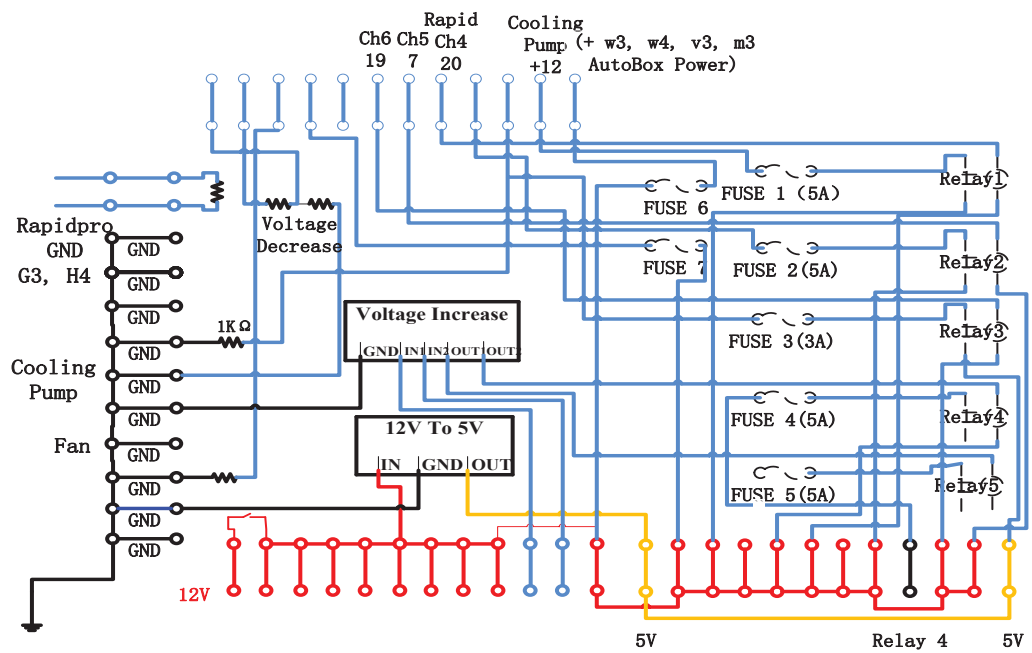 Rapid
Ch6 Ch5 Ch4
19 7 20
Cooling
Pump (+ w3, w4, v3, m3
+12 AutoBox Power)
FUSE 6
FUSE 1 (5A)
Relay1
Rapidpro
GND
G3, H4
Voltage
Decrease
GND
GND
GND
FUSE 7
FUSE 2 (5A)
Relay2
1KΩ
GND
Voltage Increase
GND IN1 IN2 OUT OUT2
FUSE 3 (3A)
Relay3
Cooling
Pump
GND
GND
FUSE 4 (5A)
Relay4
Fan
GND
12V To 5V
IN GND OUT
FUSE 5 (5A)
Relay5
GND
GND
GND
12V
5V
Relay 4
5V